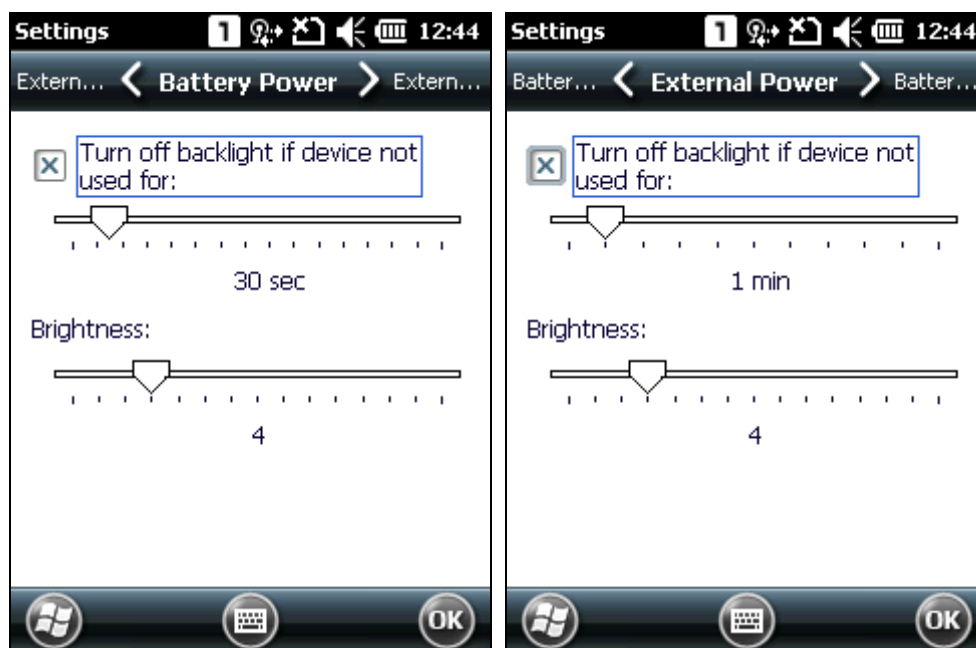 Settings 1 12:44
Extern... Battery Power Extern...
Turn off backlight if device not
used for:
30 sec
Brightness:
4
OK
Settings 1 12:44
Batter... External Power Batter...
Turn off backlight if device not
used for:
1 min
Brightness:
4
OK